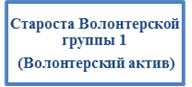 Староста Волонтерской
группы 1
(Волонтерский актив)